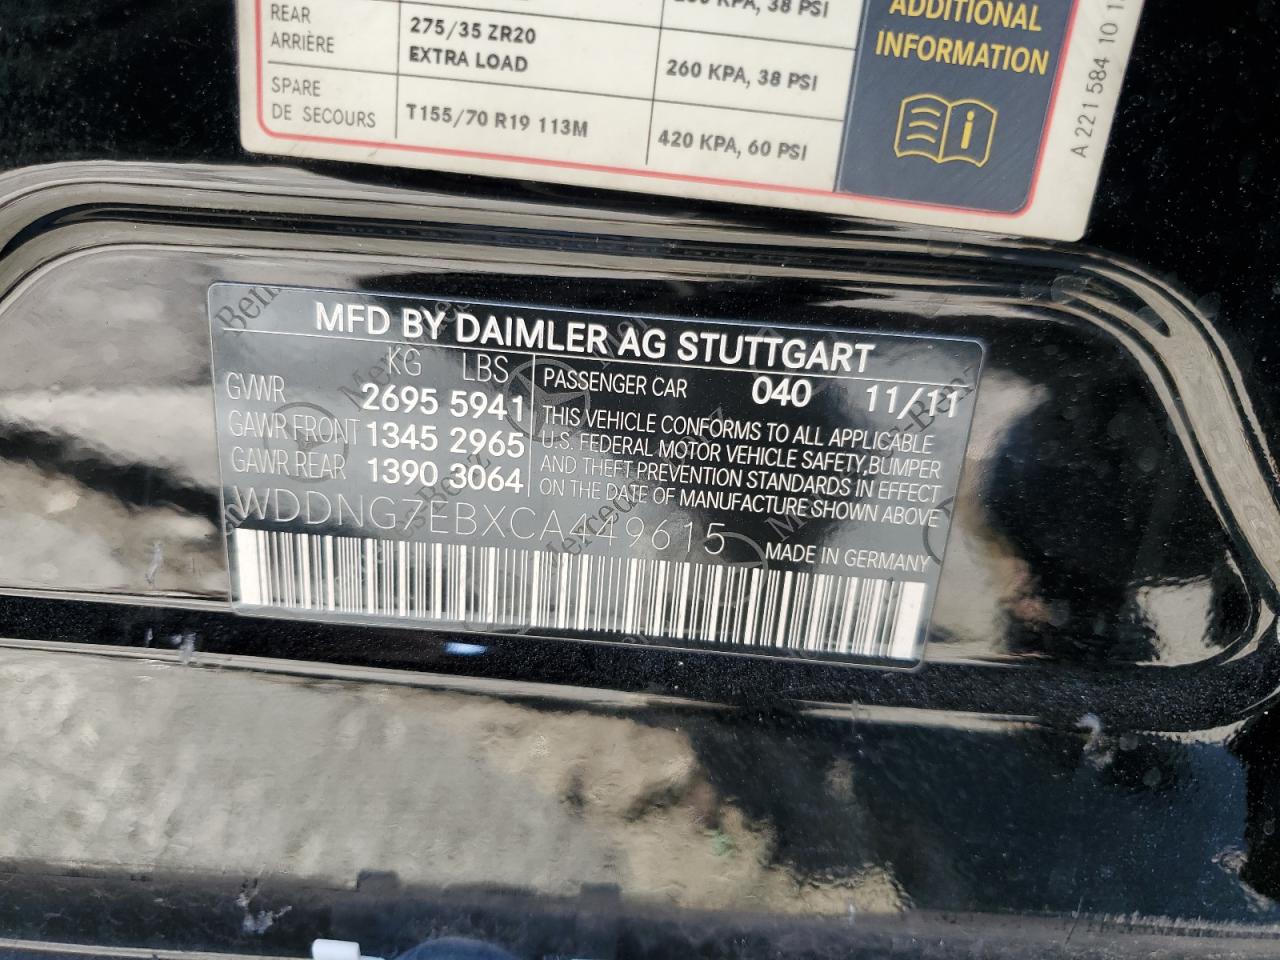 REAR
ARRIÈRE
275/35 ZR20
EXTRA LOAD
260 KPA, 38 PSI
SPARE
DE SECOURS
T155/70 R19 113M
420 KPA, 60 PSI
ADDITIONAL
INFORMATION
A 221 584 10
MFD BY DAIMLER AG STUTTGART
KG LBS
GVWR 2695 5941
GAWR FRONT 1345 2965
GAWR REAR 1390 3064
PASSENGER CAR 040 11/11
THIS VEHICLE CONFORMS TO ALL APPLICABLE
U.S. FEDERAL MOTOR VEHICLE SAFETY, BUMPER
AND THEFT PREVENTION STANDARDS IN EFFECT
ON THE DATE OF MANUFACTURE SHOWN ABOVE
WDDNG7EBXCA449615
MADE IN GERMANY